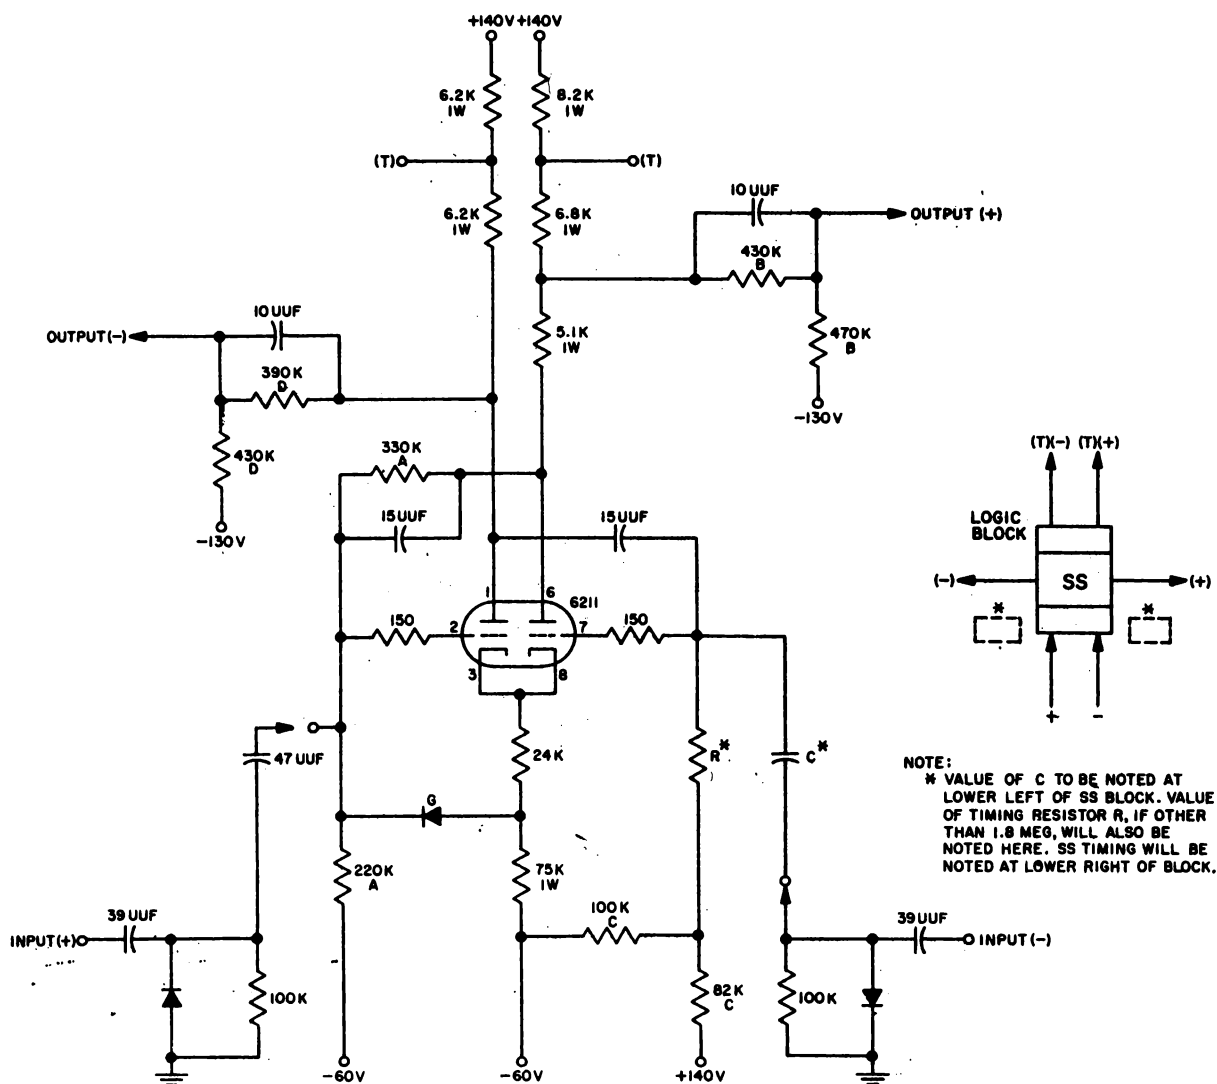 +140V +140V
6.2K
1W
8.2K
1W
(T)
(T)
6.2K
1W
6.8K
1W
10 UUF
OUTPUT (+)
430K
B
470K
B
-130V
5.1K
1W
10 UUF
OUTPUT (-)
390K
D
430K
D
-130V
330K
A
15 UUF
15 UUF
1
6
6211
150
2
7
150
3
8
47 UUF
24K
R*
C*
G
220K
A
75K
1W
100K
C
82K
C
39 UUF
INPUT (+)
100K
39 UUF
INPUT (-)
100K
-60V
-60V
+140V
(T)(-) (T)(+)
LOGIC
BLOCK
(-)
SS
(+)
*
*
+
-
NOTE:
* VALUE OF C TO BE NOTED AT
LOWER LEFT OF SS BLOCK. VALUE
OF TIMING RESISTOR R, IF OTHER
THAN 1.8 MEG, WILL ALSO BE
NOTED HERE. SS TIMING WILL BE
NOTED AT LOWER RIGHT OF BLOCK.